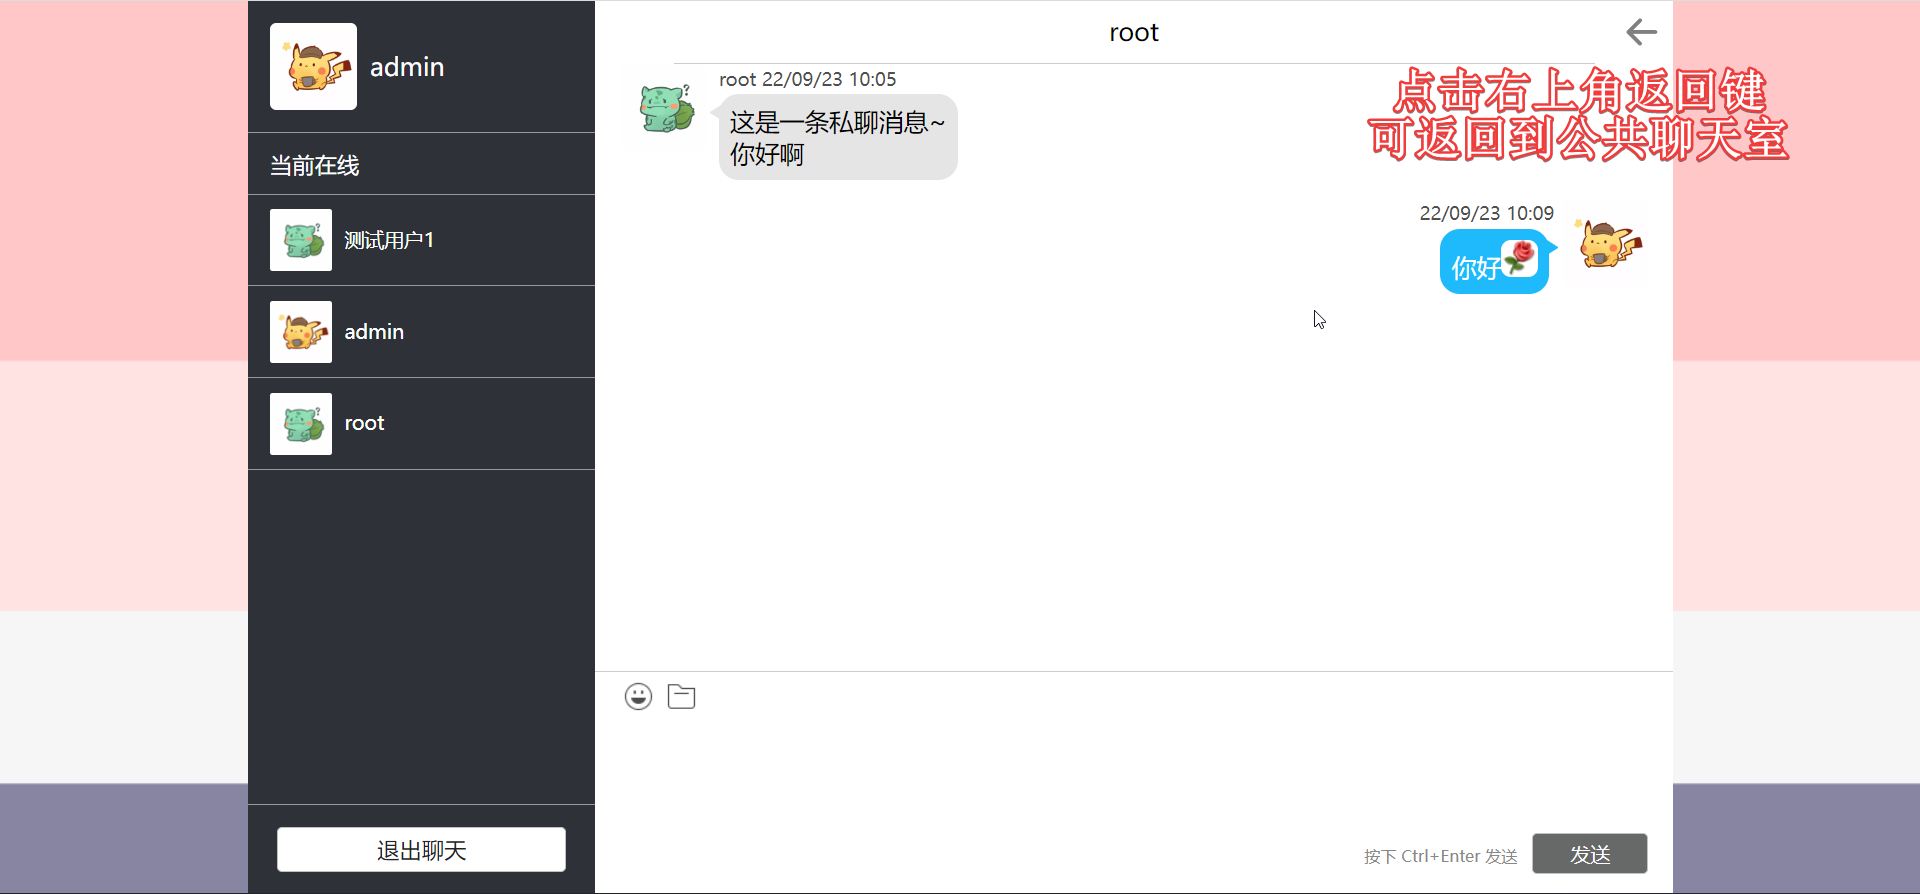 admin
当前在线
测试用户1
admin
root
退出聊天
root
点击右上角返回键
可返回到公共聊天室
root 22/09/23 10:05
这是一条私聊消息~
你好啊
22/09/23 10:09
你好
按下 Ctrl+Enter 发送
发送